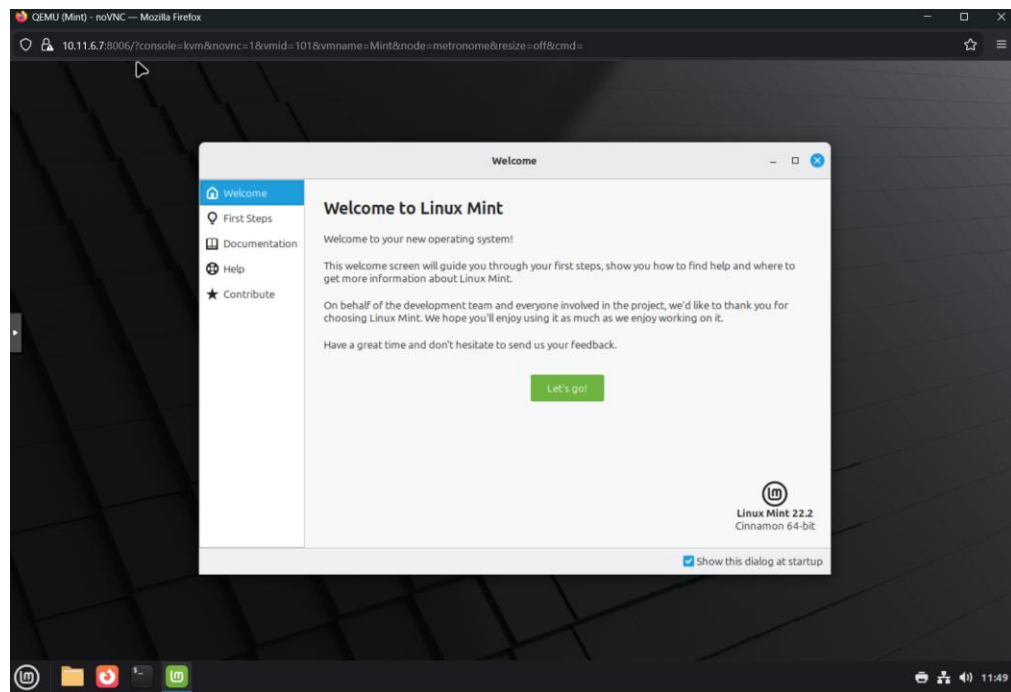 QEMU (Mint) - noVNC — Mozilla Firefox
10.11.6.7:8006/?console=kvm&novnc=1&vmid=101&vmname=Mint&node=metronome&resize=off&cmd=
Welcome
Welcome
First Steps
Documentation
Help
Contribute
Welcome to Linux Mint
Welcome to your new operating system!
This welcome screen will guide you through your first steps, show you how to find help and where to
get more information about Linux Mint.
On behalf of the development team and everyone involved in the project, we'd like to thank you for
choosing Linux Mint. We hope you'll enjoy using it as much as we enjoy working on it.
Have a great time and don't hesitate to send us your feedback.
Let's go!
Linux Mint 22.2
Cinnamon 64-bit
Show this dialog at startup
11:49